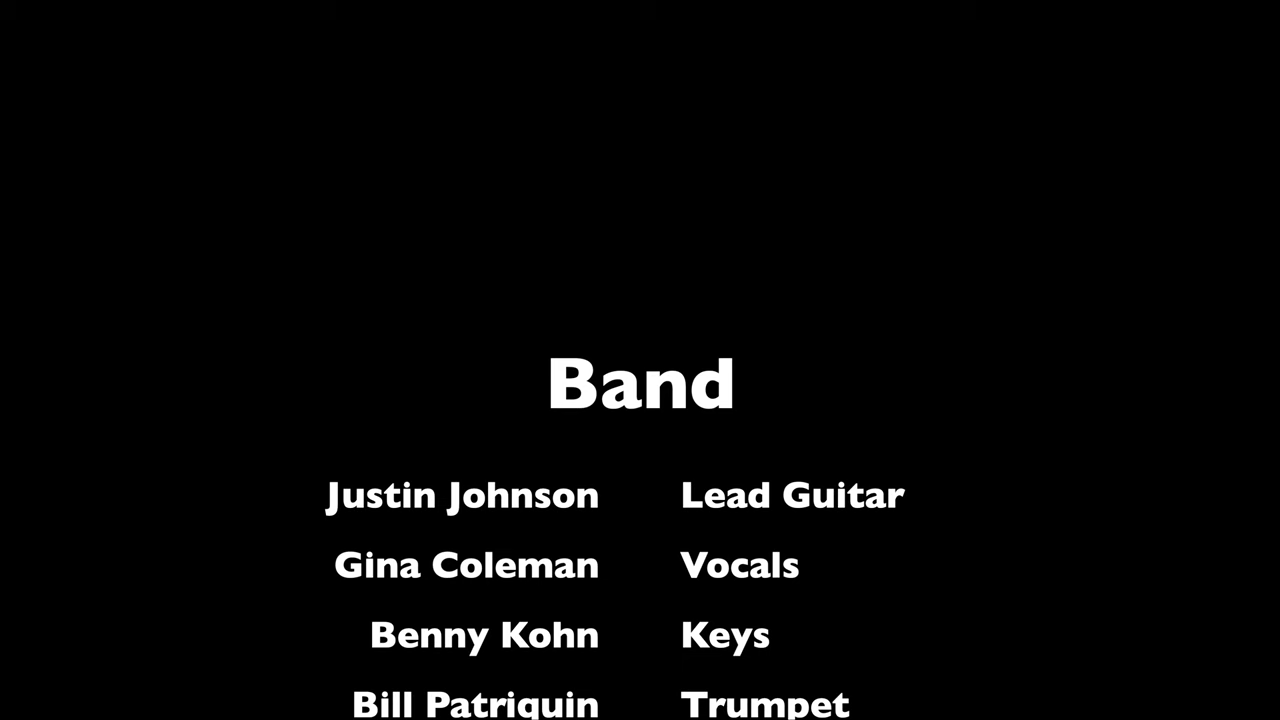 Band
Justin Johnson Lead Guitar
Gina Coleman Vocals
Benny Kohn Keys
Bill Patriquin Trumpet